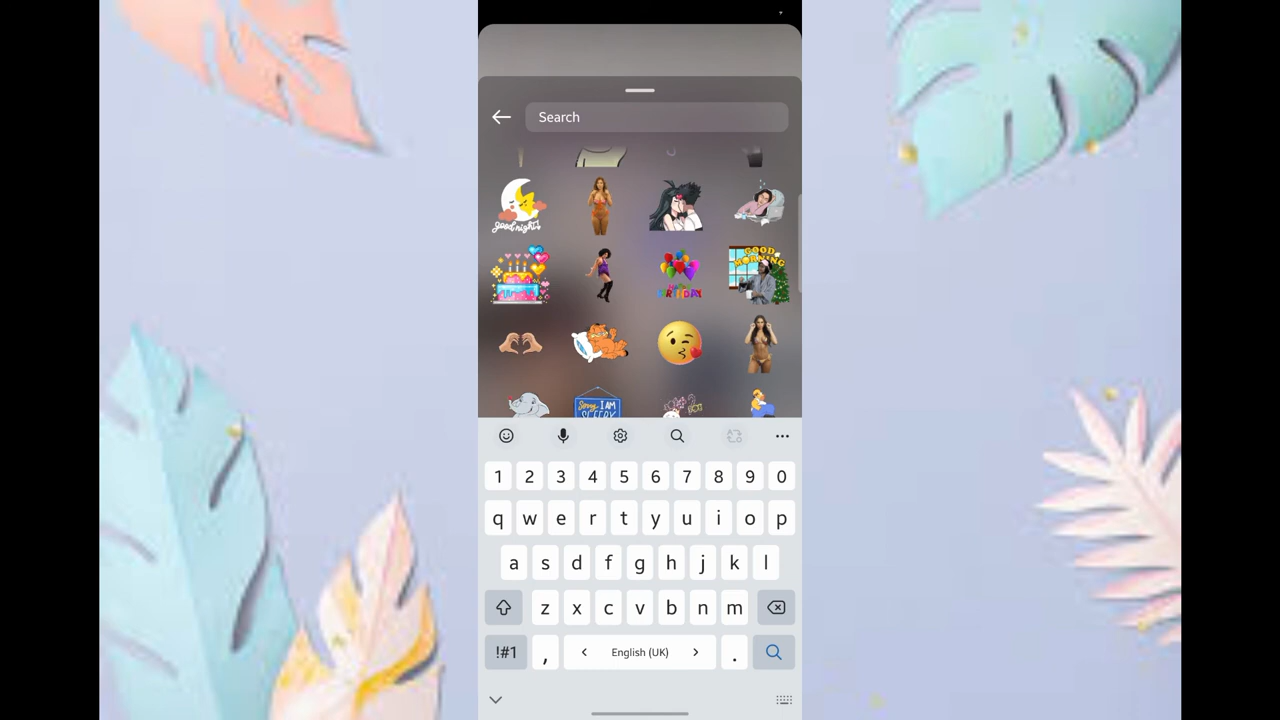 Search
good night
GOOD
MORNING
BIRTHDAY
Sorry I AM
SLEEPY
1 2 3 4 5 6 7 8 9 0
q w e r t y u i o p
a s d f g h j k l
z x c v b n m
!#1 , < English (UK) > .